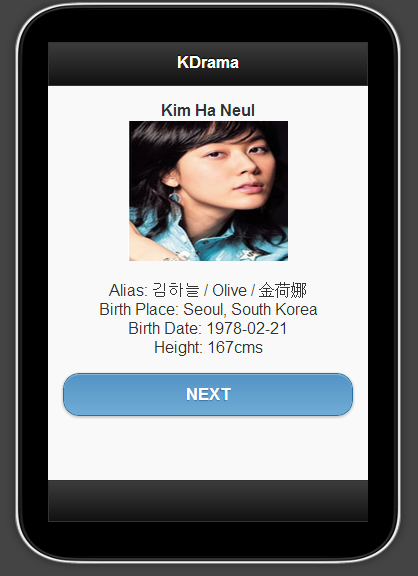 KDrama
Kim Ha Neul
Alias: 김하늘 / Olive / 金荷娜
Birth Place: Seoul, South Korea
Birth Date: 1978-02-21
Height: 167cms
NEXT